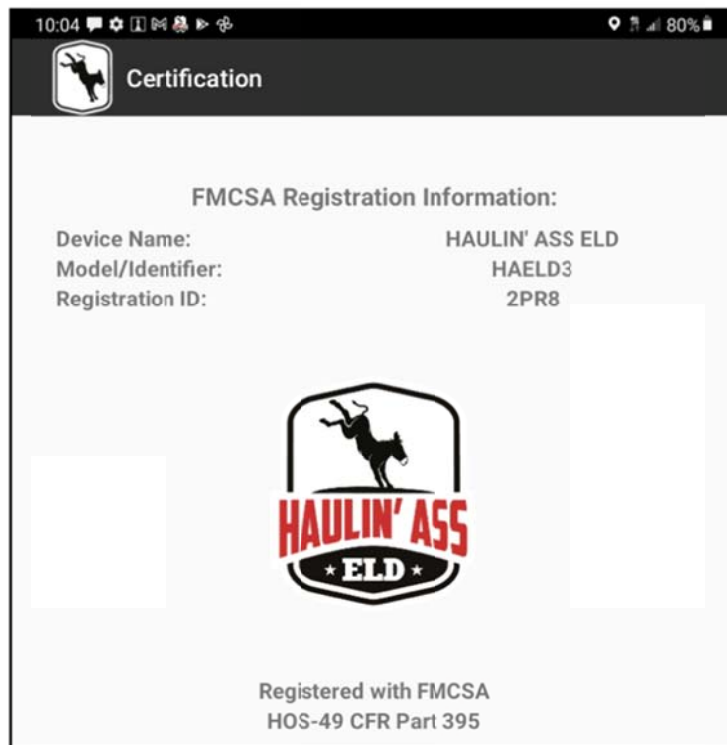 10:04 80%
Certification
FMCSA Registration Information:
Device Name: HAULIN' ASS ELD
Model/Identifier: HAELD3
Registration ID: 2PR8
HAULIN' ASS
ELD
Registered with FMCSA
HOS-49 CFR Part 395